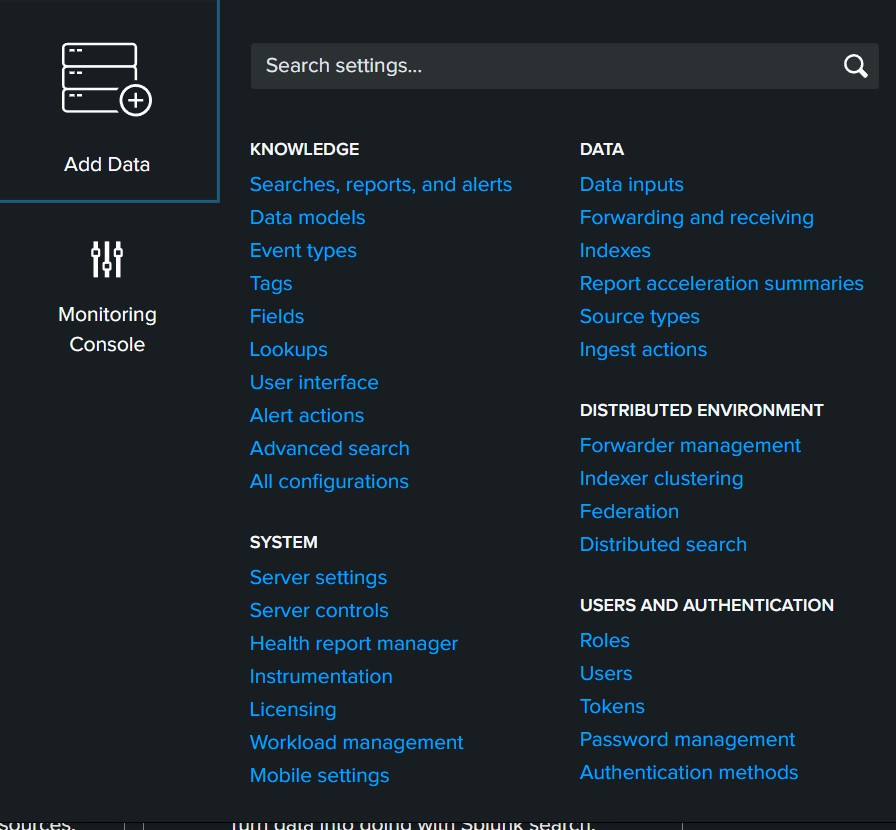 Add Data
Monitoring
Console
Search settings...
KNOWLEDGE
Searches, reports, and alerts
Data models
Event types
Tags
Fields
Lookups
User interface
Alert actions
Advanced search
All configurations
SYSTEM
Server settings
Server controls
Health report manager
Instrumentation
Licensing
Workload management
Mobile settings
DATA
Data inputs
Forwarding and receiving
Indexes
Report acceleration summaries
Source types
Ingest actions
DISTRIBUTED ENVIRONMENT
Forwarder management
Indexer clustering
Federation
Distributed search
USERS AND AUTHENTICATION
Roles
Users
Tokens
Password management
Authentication methods
sources.
Turn data into doing with Splunk search.